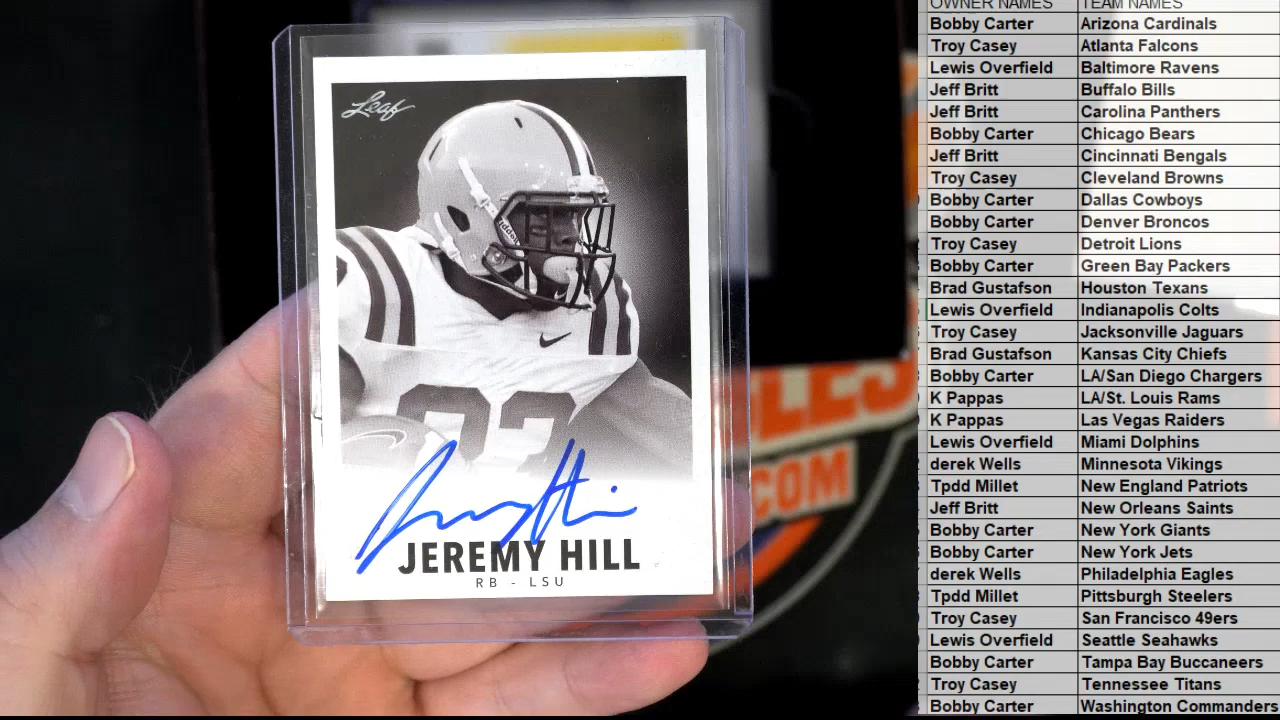 Leaf
JEREMY HILL
RB - LSU
.COM
OWNER NAMES TEAM NAMES
Bobby Carter Arizona Cardinals
Troy Casey Atlanta Falcons
Lewis Overfield Baltimore Ravens
Jeff Britt Buffalo Bills
Jeff Britt Carolina Panthers
Bobby Carter Chicago Bears
Jeff Britt Cincinnati Bengals
Troy Casey Cleveland Browns
Bobby Carter Dallas Cowboys
Bobby Carter Denver Broncos
Troy Casey Detroit Lions
Bobby Carter Green Bay Packers
Brad Gustafson Houston Texans
Lewis Overfield Indianapolis Colts
Troy Casey Jacksonville Jaguars
Brad Gustafson Kansas City Chiefs
Bobby Carter LA/San Diego Chargers
K Pappas LA/St. Louis Rams
K Pappas Las Vegas Raiders
Lewis Overfield Miami Dolphins
derek Wells Minnesota Vikings
Tpdd Millet New England Patriots
Jeff Britt New Orleans Saints
Bobby Carter New York Giants
Bobby Carter New York Jets
derek Wells Philadelphia Eagles
Tpdd Millet Pittsburgh Steelers
Troy Casey San Francisco 49ers
Lewis Overfield Seattle Seahawks
Bobby Carter Tampa Bay Buccaneers
Troy Casey Tennessee Titans
Bobby Carter Washington Commanders